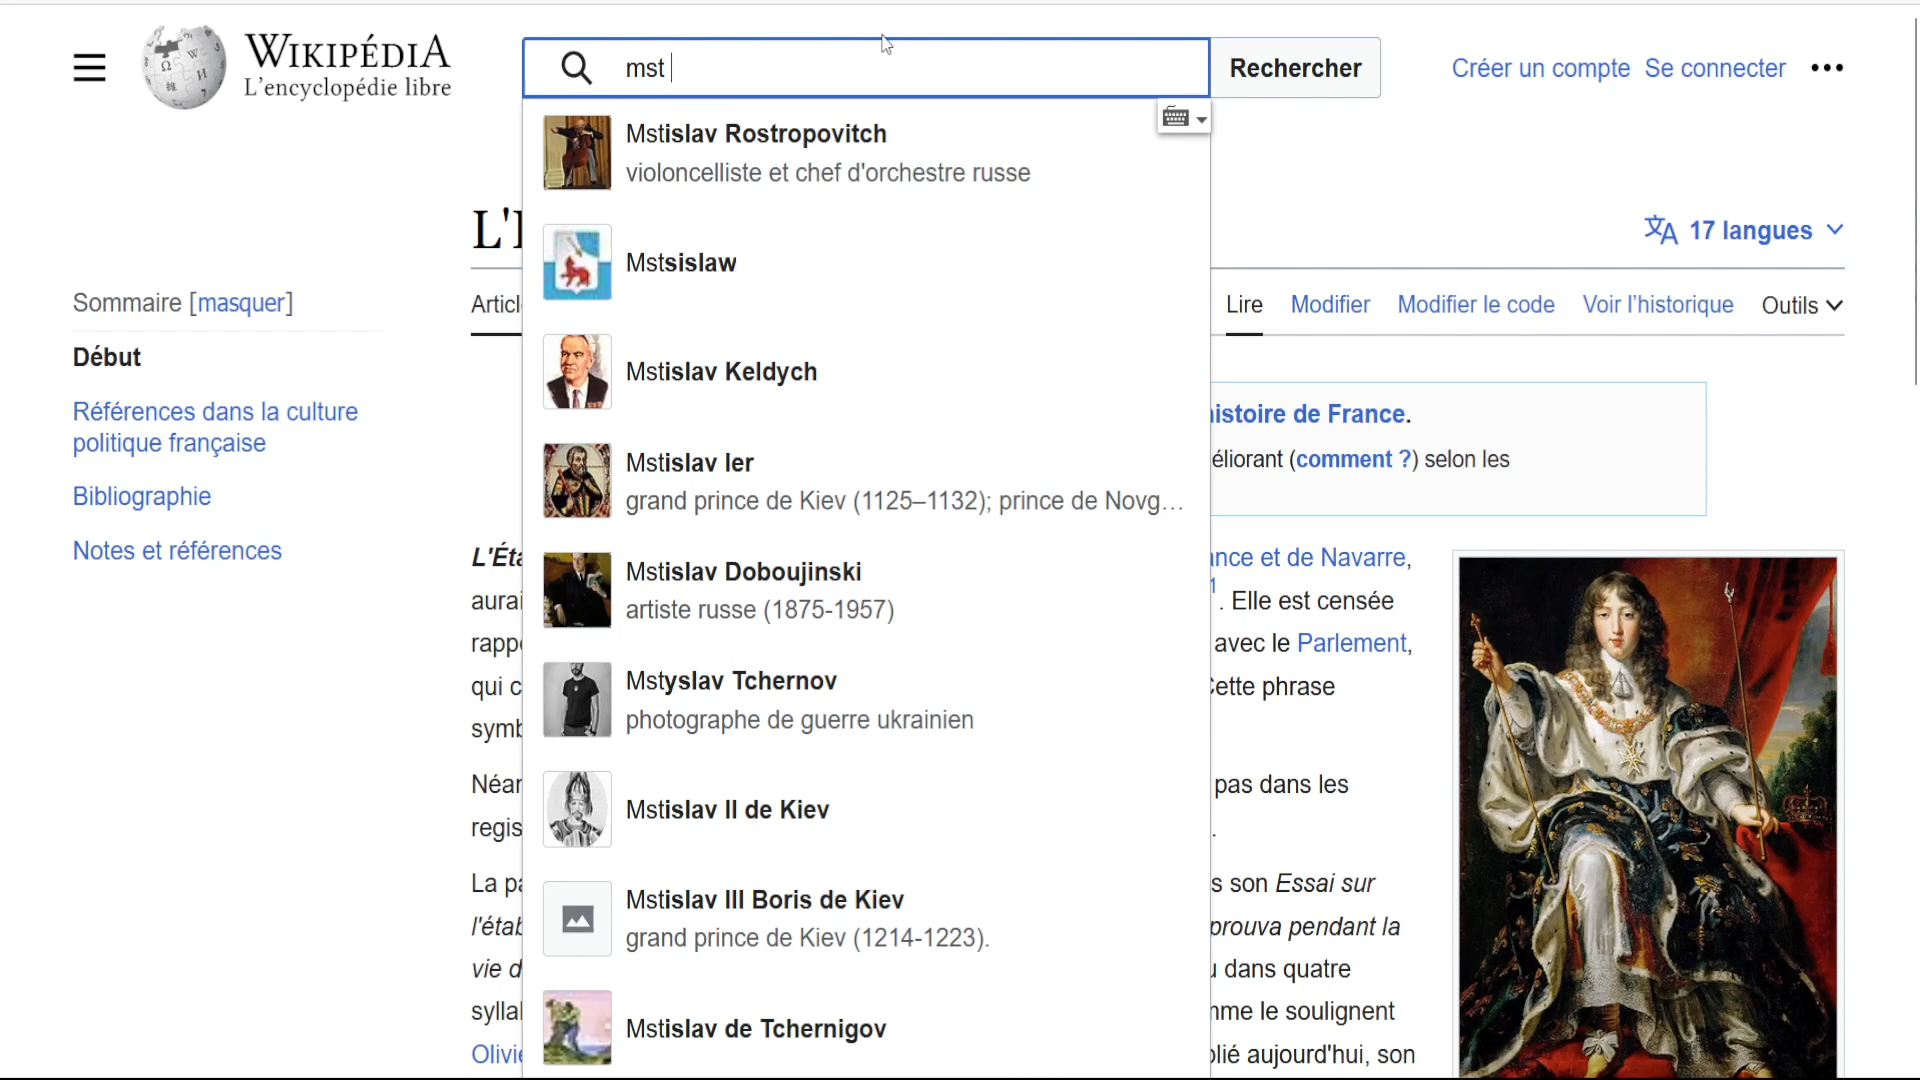 WIKIPÉDIA
L'encyclopédie libre
mst
Rechercher
Créer un compte Se connecter
Mstislav Rostropovitch
violoncelliste et chef d'orchestre russe
Mstsislaw
Mstislav Keldych
Mstislav Ier
grand prince de Kiev (1125–1132); prince de Novg…
Mstislav Doboujinski
artiste russe (1875-1957)
Mstyslav Tchernov
photographe de guerre ukrainien
Mstislav II de Kiev
Mstislav III Boris de Kiev
grand prince de Kiev (1214-1223).
Mstislav de Tchernigov
17 langues
Sommaire [masquer]
Début
Références dans la culture
politique française
Bibliographie
Notes et références
Lire Modifier Modifier le code Voir l'historique Outils
histoire de France.
(comment ?) selon les
L'
et de Navarre,
1
. Elle est censée
avec le Parlement,
Cette phrase
pas dans les
La
son Essai sur
prouva pendant la
vie
dans quatre
le soulignent
aujourd'hui, son